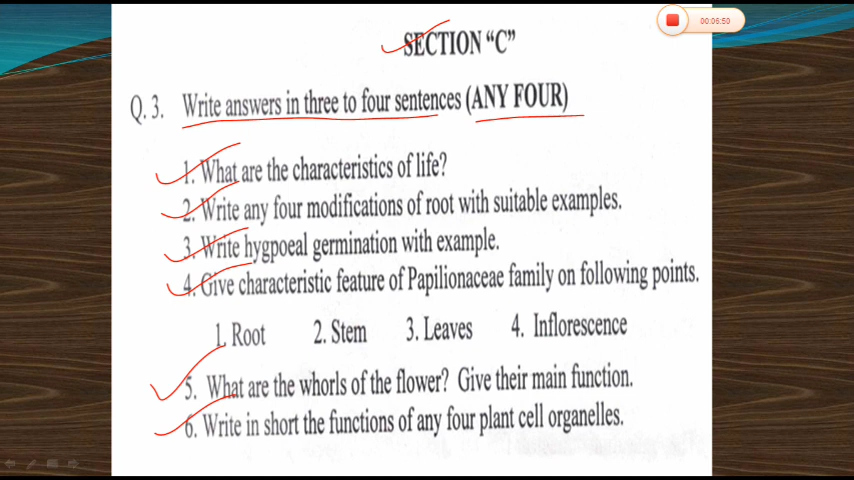 00:06:50
SECTION “C”
Q. 3. Write answers in three to four sentences (ANY FOUR)
1. What are the characteristics of life?
2. Write any four modifications of root with suitable examples.
3. Write hygpoeal germination with example.
4. Give characteristic feature of Papilionaceae family on following points.
1. Root 2. Stem 3. Leaves 4. Inflorescence
5. What are the whorls of the flower? Give their main function.
6. Write in short the functions of any four plant cell organelles.